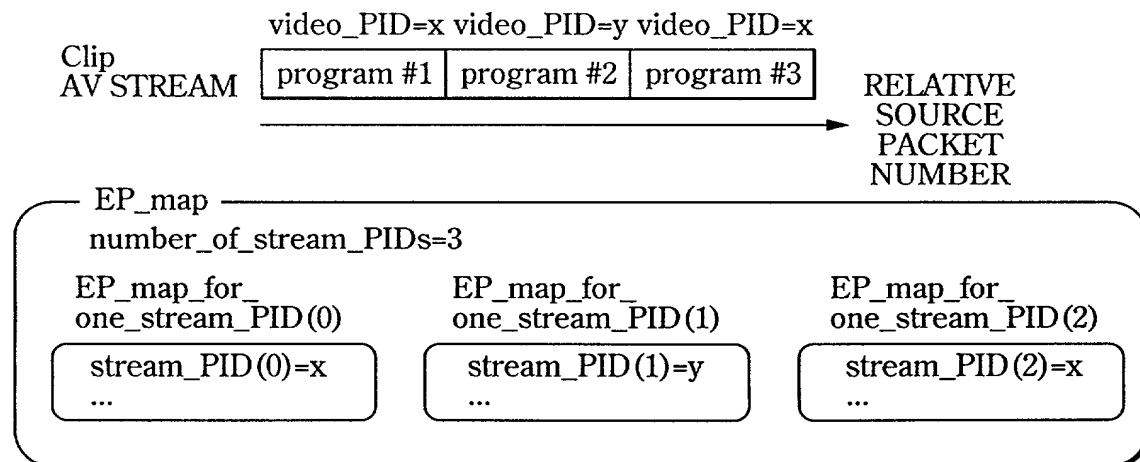 video_PID=x video_PID=y video_PID=x
Clip
AV STREAM
program #1 program #2 program #3
RELATIVE
SOURCE
PACKET
NUMBER
EP_map
number_of_stream_PIDs=3
EP_map_for_
one_stream_PID(0)
stream_PID(0)=x
...
EP_map_for_
one_stream_PID(1)
stream_PID(1)=y
...
EP_map_for_
one_stream_PID(2)
stream_PID(2)=x
...